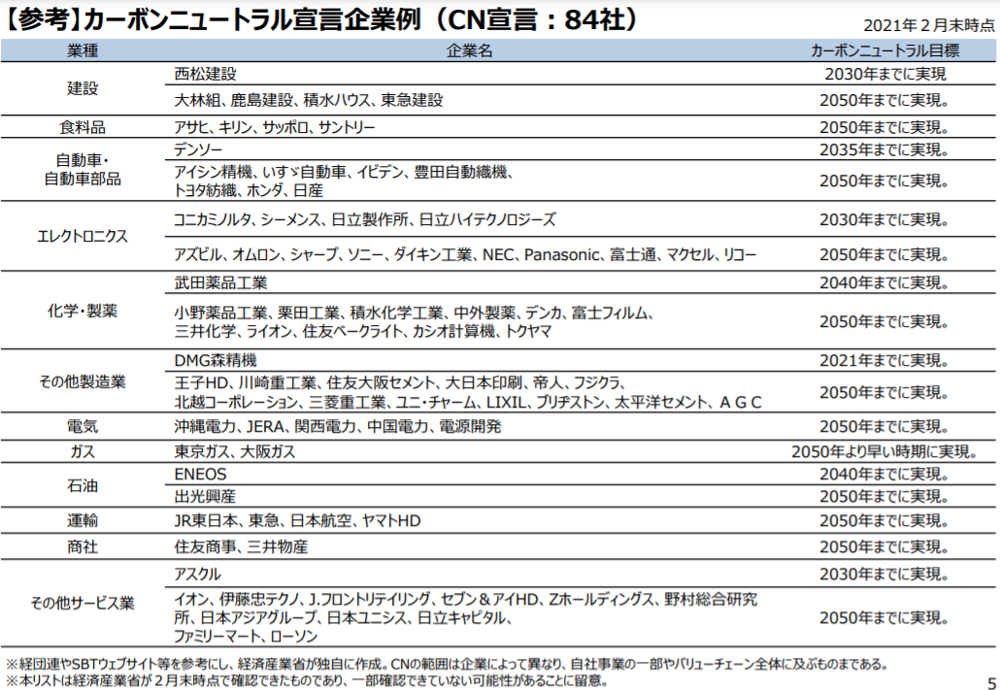 【参考】カーボンニュートラル宣言企業例（CN宣言：84社）
2021年２月末時点
業種 企業名 カーボンニュートラル目標
建設
西松建設 2030年までに実現
大林組、鹿島建設、積水ハウス、東急建設 2050年までに実現。
食料品 アサヒ、キリン、サッポロ、サントリー 2050年までに実現。
自動車・
自動車部品
デンソー 2035年までに実現。
アイシン精機、いすゞ自動車、イビデン、豊田自動織機、
トヨタ紡織、ホンダ、日産
2050年までに実現。
エレクトロニクス
コニカミノルタ、シーメンス、日立製作所、日立ハイテクノロジーズ 2030年までに実現。
アズビル、オムロン、シャープ、ソニー、ダイキン工業、NEC、Panasonic、富士通、マクセル、リコー 2050年までに実現。
化学・製薬
武田薬品工業 2040年までに実現。
小野薬品工業、栗田工業、積水化学工業、中外製薬、デンカ、富士フィルム、
三井化学、ライオン、住友ベークライト、カシオ計算機、トクヤマ
2050年までに実現。
その他製造業
DMG森精機 2021までに実現。
王子HD、川崎重工業、住友大阪セメント、大日本印刷、帝人、フジクラ、
北越コーポレーション、三菱重工業、ユニ・チャーム、LIXIL、ブリヂストン、太平洋セメント、ＡＧＣ
2050年までに実現。
電気 沖縄電力、JERA、関西電力、中国電力、電源開発 2050年までに実現。
ガス 東京ガス、大阪ガス 2050年より早い時期に実現。
石油
ENEOS 2040年までに実現。
出光興産 2050年までに実現。
運輸 JR東日本、東急、日本航空、ヤマトHD 2050年までに実現。
商社 住友商事、三井物産 2050年までに実現。
その他サービス業
アスクル 2030年までに実現。
イオン、伊藤忠テクノ、J.フロントリテイリング、セブン＆アイHD、Zホールディングス、野村総合研究
所、日本アジアグループ、日本ユニシス、日立キャピタル、
ファミリーマート、ローソン
2050年までに実現。
※経団連やSBTウェブサイト等を参考にし、経済産業省が独自に作成。CNの範囲は企業によって異なり、自社事業の一部やバリューチェーン全体に及ぶものまである。
※本リストは経済産業省が２月末時点で確認できたものであり、一部確認できていない可能性があることに留意。
5